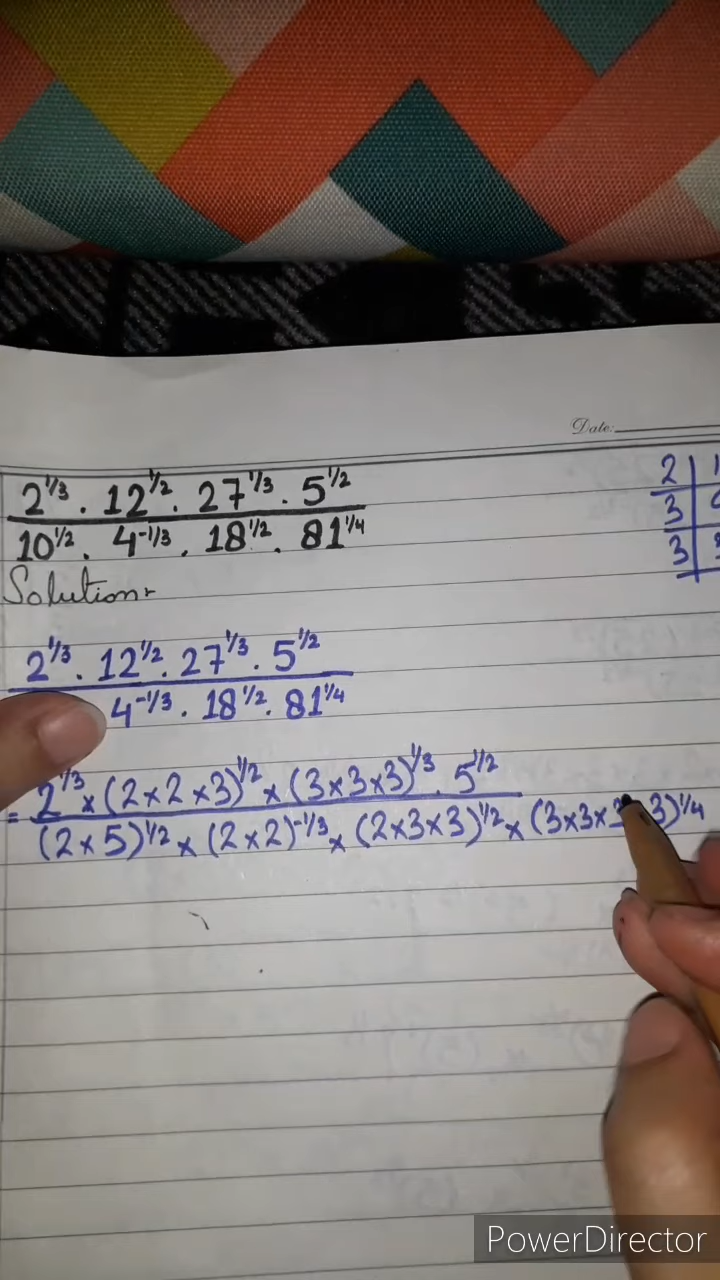 Date:
2^1/3 . 12^1/2 . 27^1/3 . 5^1/2
10^1/2 . 4^-1/3 . 18^1/2 . 81^1/4
2
3
3
Solution:-
2^1/3 . 12^1/2 . 27^1/3 . 5^1/2
4^-1/3 . 18^1/2 . 81^1/4
= 2^1/3 × (2×2×3)^1/2 × (3×3×3)^1/3 . 5^1/2
(2×5)^1/2 × (2×2)^-1/3 × (2×3×3)^1/2 × (3×3×3 3)^1/4
PowerDirector